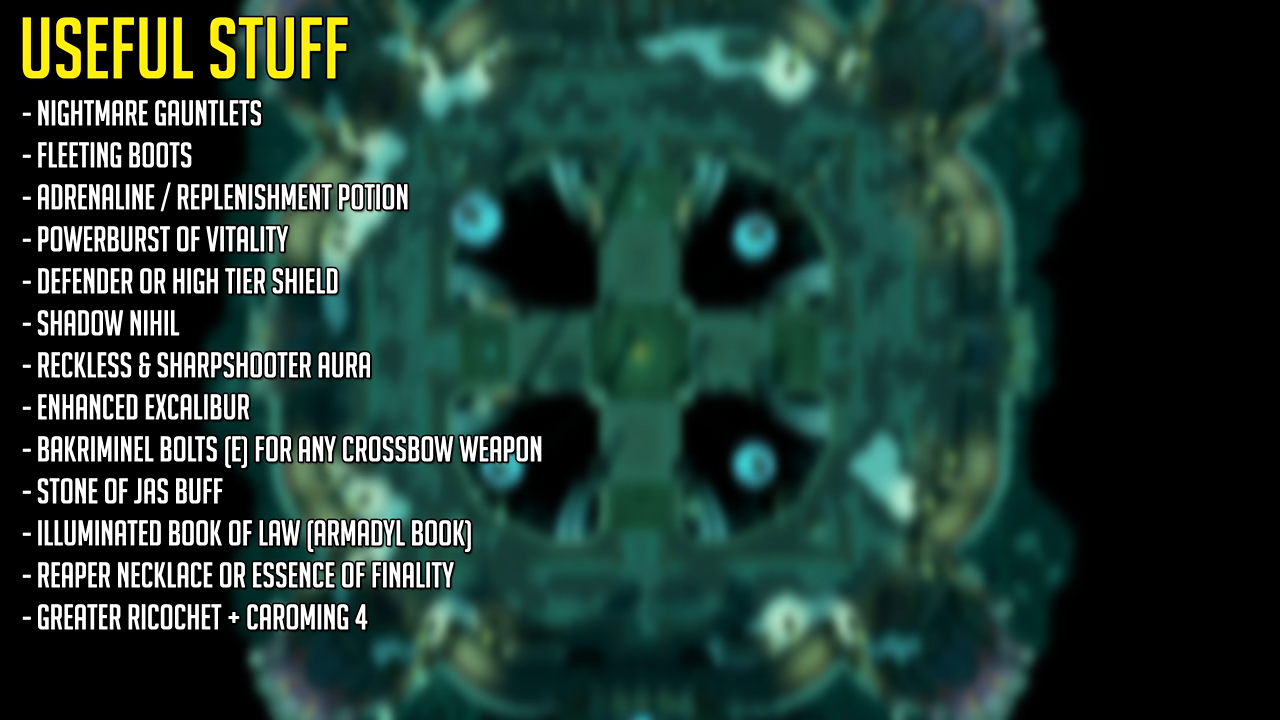 USEFUL STUFF
- NIGHTMARE GAUNTLETS
- FLEETING BOOTS
- ADRENALINE / REPLENISHMENT POTION
- POWERBURST OF VITALITY
- DEFENDER OR HIGH TIER SHIELD
- SHADOW NIHIL
- RECKLESS & SHARPSHOOTER AURA
- ENHANCED EXCALIBUR
- BAKRIMINEL BOLTS (E) FOR ANY CROSSBOW WEAPON
- STONE OF JAS BUFF
- ILLUMINATED BOOK OF LAW (ARMADYL BOOK)
- REAPER NECKLACE OR ESSENCE OF FINALITY
- GREATER RICOCHET + CAROMING 4